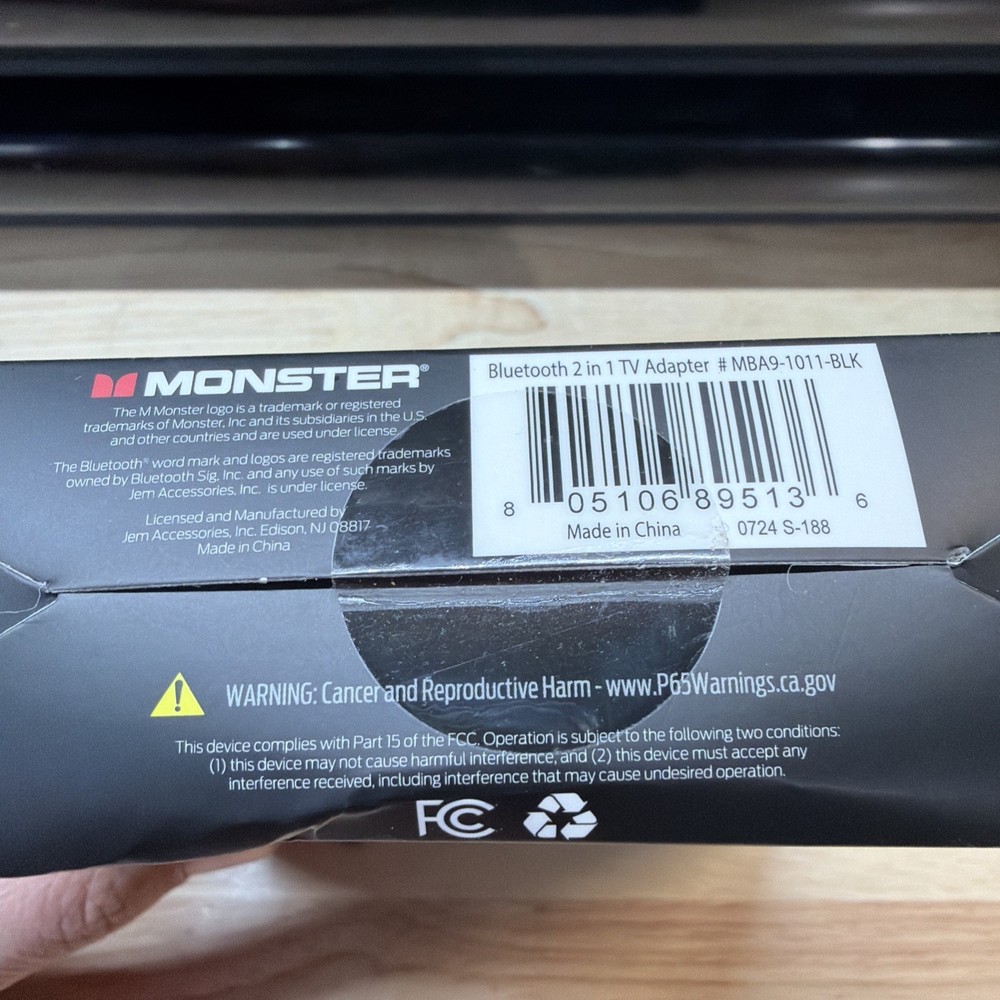 MONSTER®
The M Monster logo is a trademark or registered
trademarks of Monster, Inc and its subsidiaries in the U.S.
and other countries and are used under license.
The Bluetooth® word mark and logos are registered trademarks
owned by Bluetooth Sig, Inc. and any use of such marks by
Jem Accessories, Inc. is under license.
Licensed and Manufactured by
Jem Accessories, Inc. Edison, NJ 08817
Made in China
Bluetooth 2 in 1 TV Adapter # MBA9-1011-BLK
8 05106 89513 6
Made in China 0724 S-188
WARNING: Cancer and Reproductive Harm - www.P65Warnings.ca.gov
This device complies with Part 15 of the FCC. Operation is subject to the following two conditions:
(1) this device may not cause harmful interference, and (2) this device must accept any
interference received, including interference that may cause undesired operation.
FC